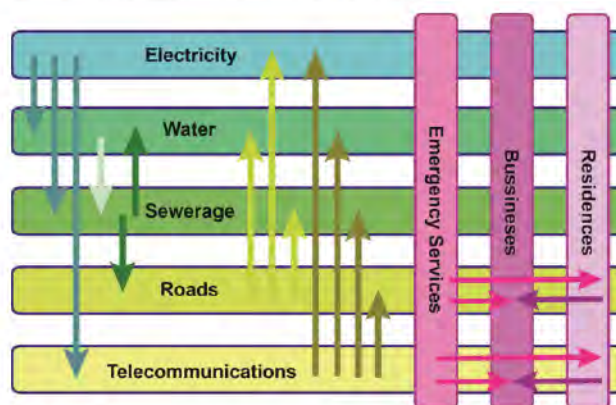 Electricity
Water
Sewerage
Roads
Telecommunications
Emergency Services
Bussineses
Residences